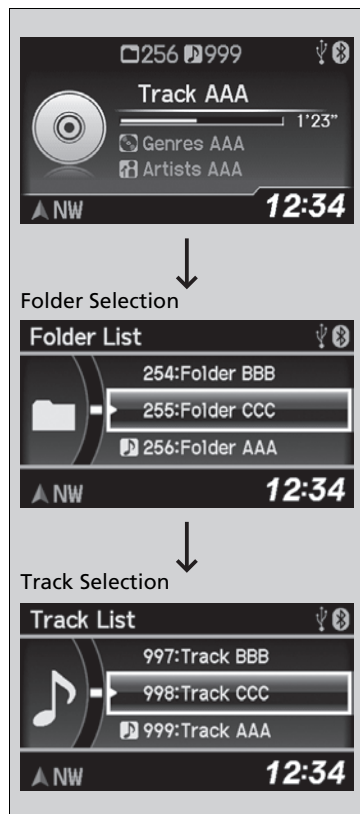 256 999
Track AAA
1'23"
Genres AAA
Artists AAA
NW 12:34
Folder Selection
Folder List
254:Folder BBB
255:Folder CCC
256:Folder AAA
NW 12:34
Track Selection
Track List
997:Track BBB
998:Track CCC
999:Track AAA
NW 12:34